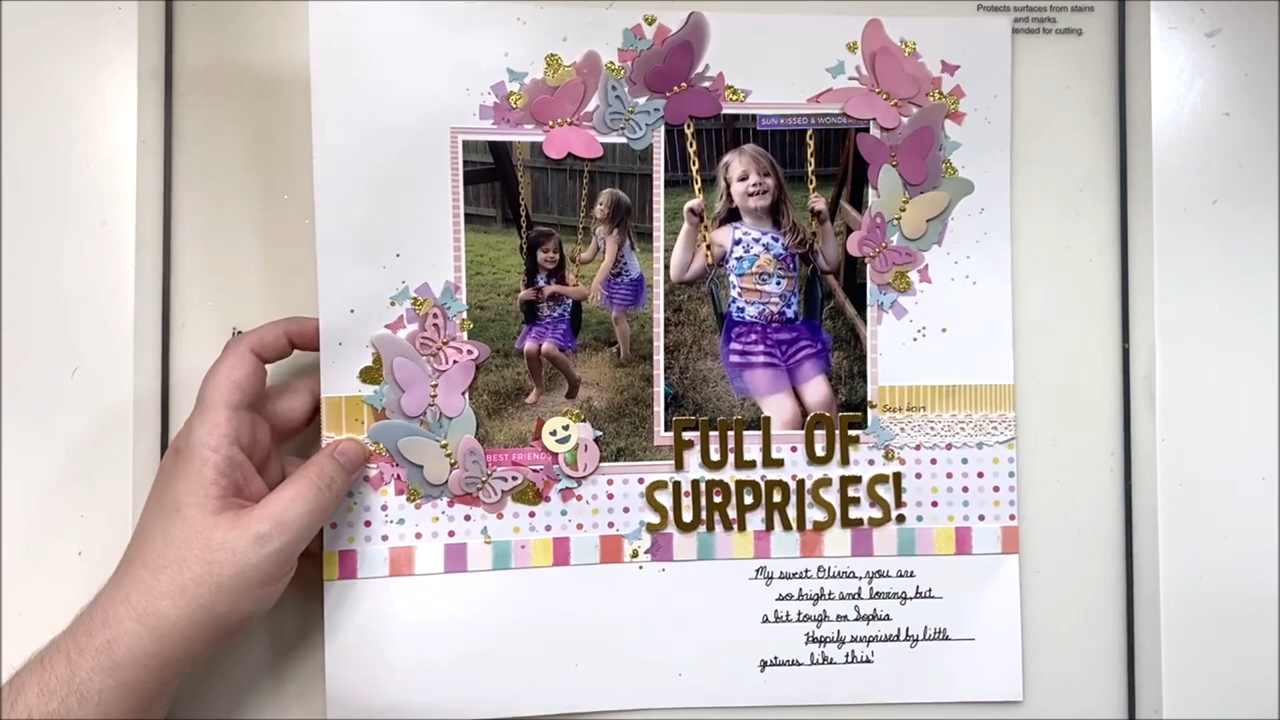 Protects surfaces from stains
and marks.
tended for cutting.
SUN KISSED & WONDERF
BEST FRIENDS
Sept 2017
FULL OF
SURPRISES!
My sweet Olivia, you are
so bright and loving, but
a bit tough on Sophia
Happily surprised by little
gestures like this!